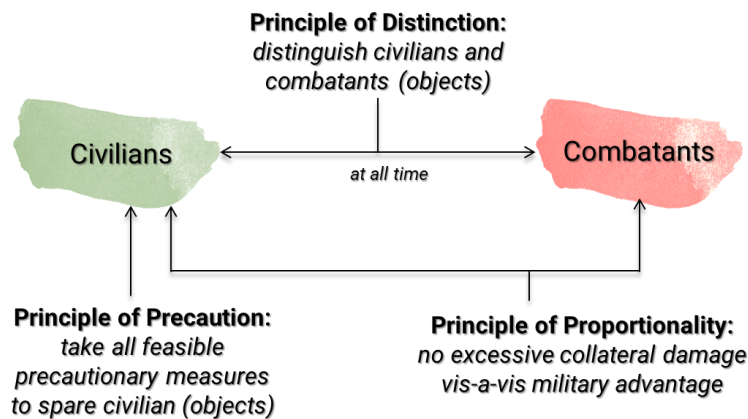 Principle of Distinction:
distinguish civilians and
combatants (objects)
Civilians
Combatants
at all time
Principle of Precaution:
take all feasible
precautionary measures
to spare civilian (objects)
Principle of Proportionality:
no excessive collateral damage
vis-a-vis military advantage